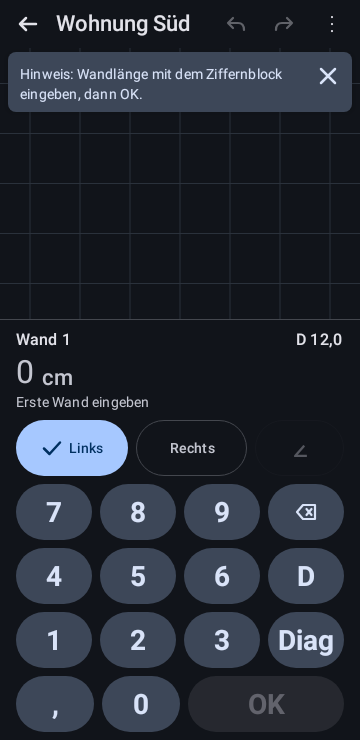 Wohnung Süd
Hinweis: Wandlänge mit dem Ziffernblock
eingeben, dann OK.
Wand 1 D 12,0
0 cm
Erste Wand eingeben
Links Rechts
7 8 9
4 5 6 D
1 2 3 Diag
, 0 OK